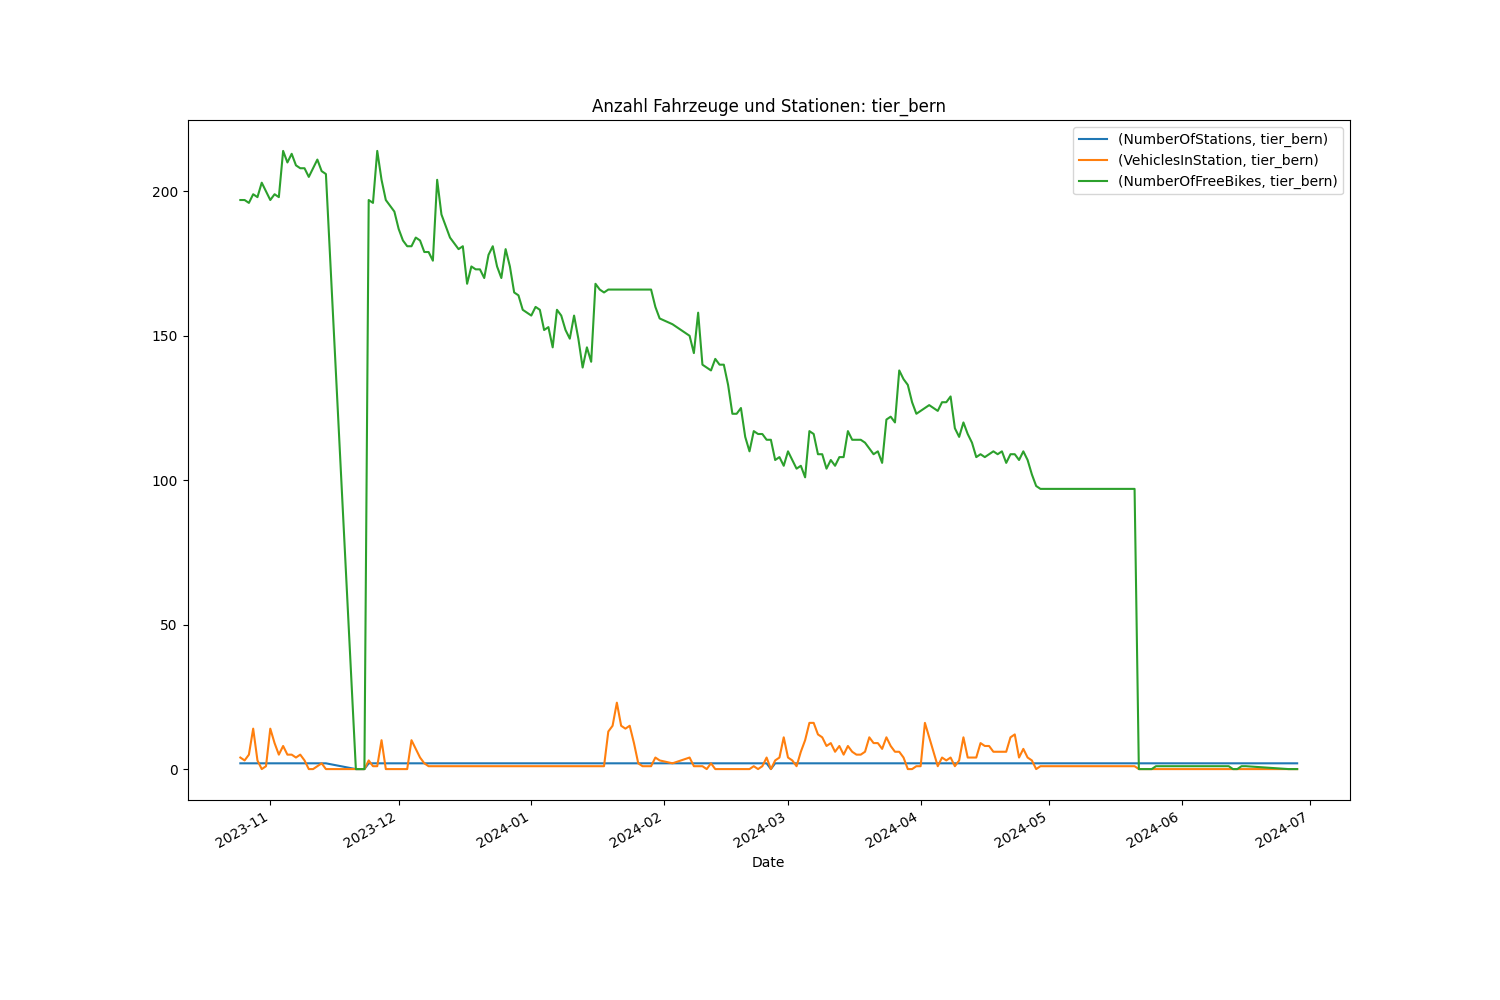 Anzahl Fahrzeuge und Stationen: tier_bern
(NumberOfStations, tier_bern)
(VehiclesInStation, tier_bern)
(NumberOfFreeBikes, tier_bern)
200
150
100
50
0
2023-11
2023-12
2024-01
2024-02
2024-03
2024-04
2024-05
2024-06
2024-07
Date